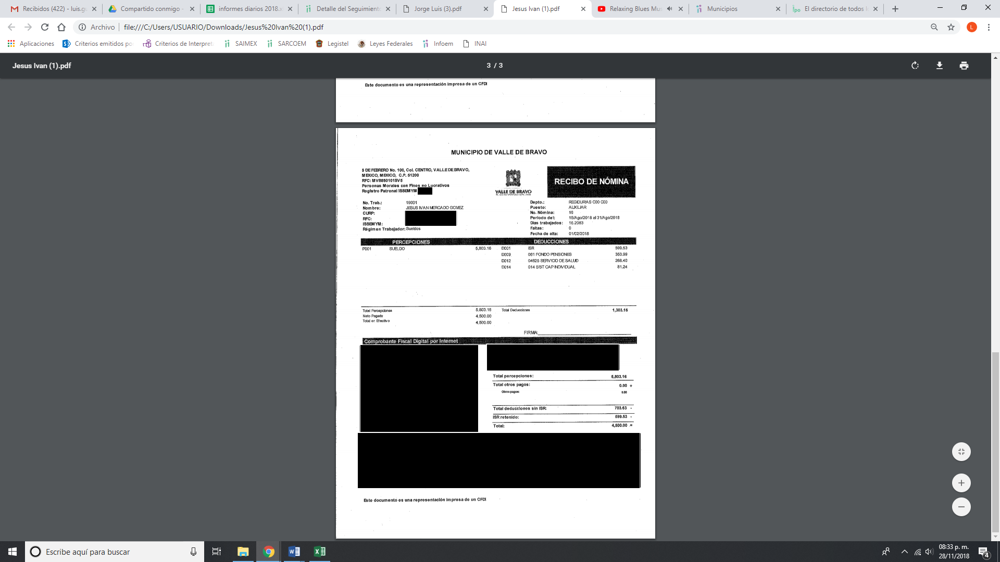 Recibidos (422) - luis.gu
Compartido conmigo -
informes diarios 2018.x
Detalle del Seguimiento
Jorge Luis (3).pdf
Jesus Ivan (1).pdf
Relaxing Blues Mus
Municipios
El directorio de todos l
Archivo
file:///C:/Users/USUARIO/Downloads/Jesus%20Ivan%20(1).pdf
L
Aplicaciones
Criterios emitidos po
Criterios de Interpreta
SAIMEX
SARCOEM
Legistel
Leyes Federales
Infoem
INAI
Jesus Ivan (1).pdf
3 / 3
Este documento es una representación impresa de un CFDI
MUNICIPIO DE VALLE DE BRAVO
5 DE FEBRERO No. 100, Col. CENTRO, VALLE DE BRAVO,
MEXICO, MEXICO, C.P. 51200
RFC: MVB850101SV5
Personas Morales con Fines no Lucrativos
Registro Patronal ISSEMYM
VALLE DE BRAVO
RECIBO DE NÓMINA
No. Trab.: 19001
Nombre: JESUS IVAN MERCADO GOMEZ
CURP:
RFC:
ISSEMYM:
Régimen Trabajador: Sueldos
Depto.: REGIDURIAS C00 C00
Puesto: AUXILIAR
No. Nómina: 16
Periodo del: 16/Ago/2018 al 31/Ago/2018
Dias trabajados: 15.2083
Faltas: 0
Fecha de alta: 01/02/2016
PERCEPCIONES DEDUCCIONES
P001 SUELDO 5,803.16 D001 ISR 599.53
D009 061 FONDO PENSIONES 353.99
D012 04625 SERVICIO DE SALUD 268.40
D014 014 SIST CAP INDIVIDUAL 81.24
Total Percepciones 5,803.16 Total Deducciones 1,303.16
Neto Pagado 4,500.00
Total en Efectivo 4,500.00
FIRMA:
Comprobante Fiscal Digital por Internet
Total percepciones: 5,803.16
Total otros pagos: 0.00 +
Otros pagos: 0.00
Total deducciones sin ISR: 703.63 -
ISR retenido: 599.53 -
Total: 4,500.00 =
Este documento es una representación impresa de un CFDI
Escribe aquí para buscar
08:33 p. m.
28/11/2018
4